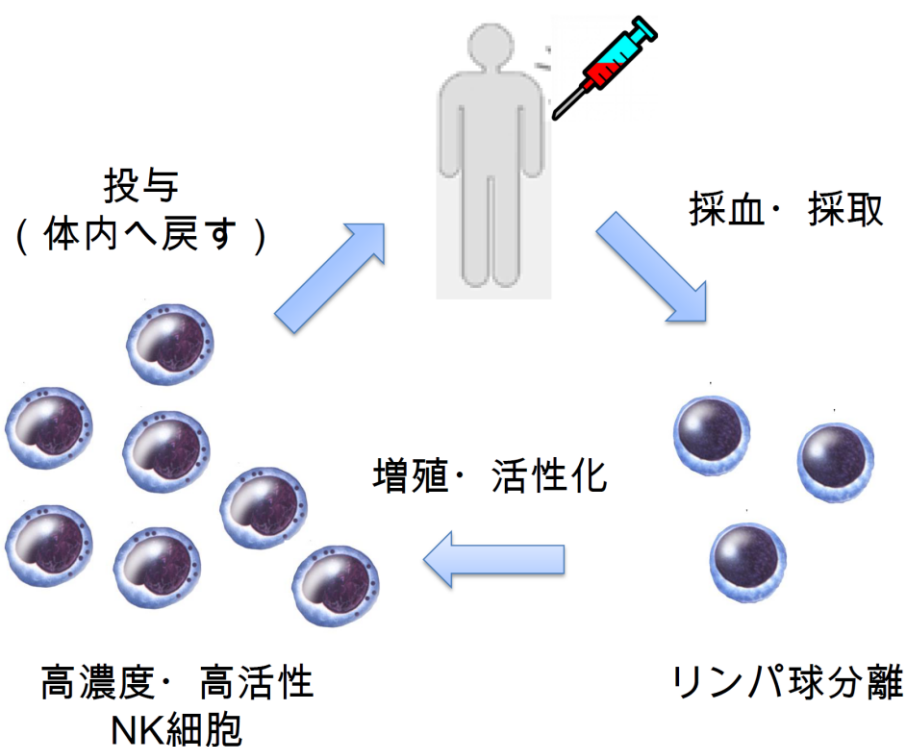 投与
(体内へ戻す)
採血・採取
増殖・活性化
高濃度・高活性
NK細胞
リンパ球分離